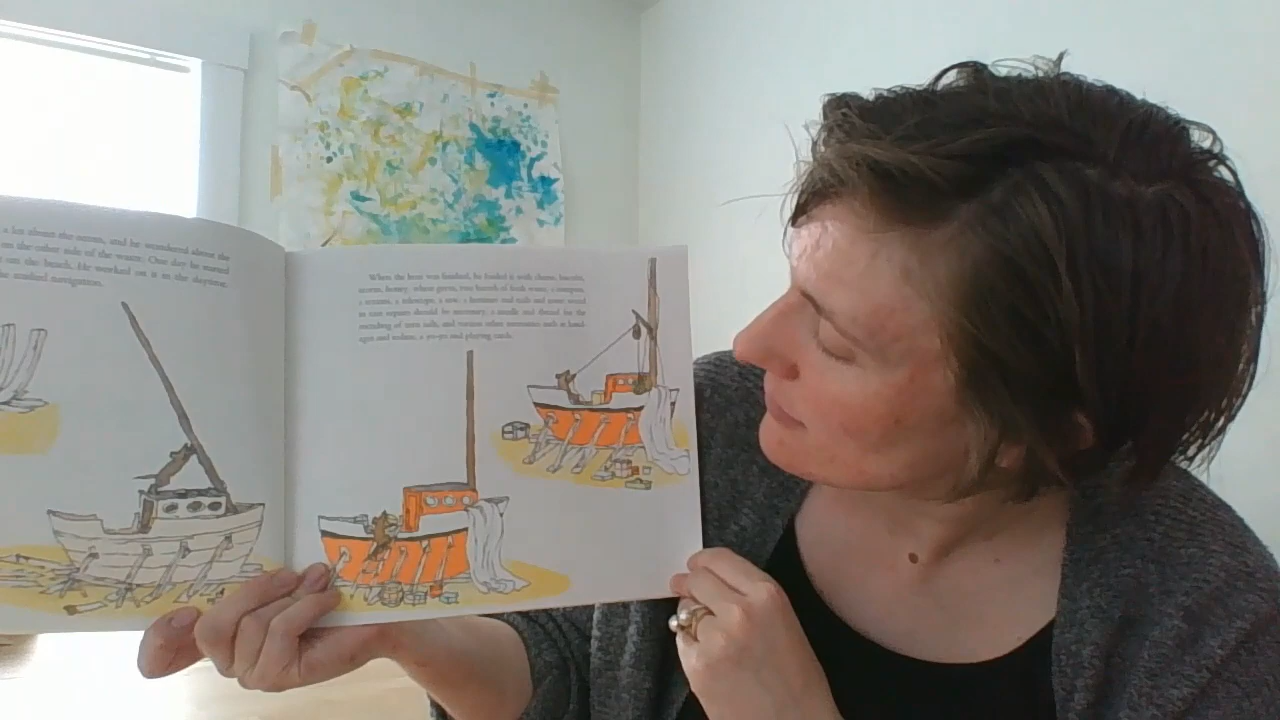 a lot about the ocean, and he wondered about the
on the other side of the water. One day he started
on the beach. He worked on it in the daytime,
he studied navigation.
When the boat was finished, he loaded it with cheese, biscuits,
acorns, honey, wheat germ, two barrels of fresh water, a compass,
a sextant, a telescope, a saw, a hammer and nails and some wood
in case repairs should be necessary, a needle and thread for the
mending of torn sails, and various other necessities such as band-
ages and iodine, a yo-yo and playing cards.